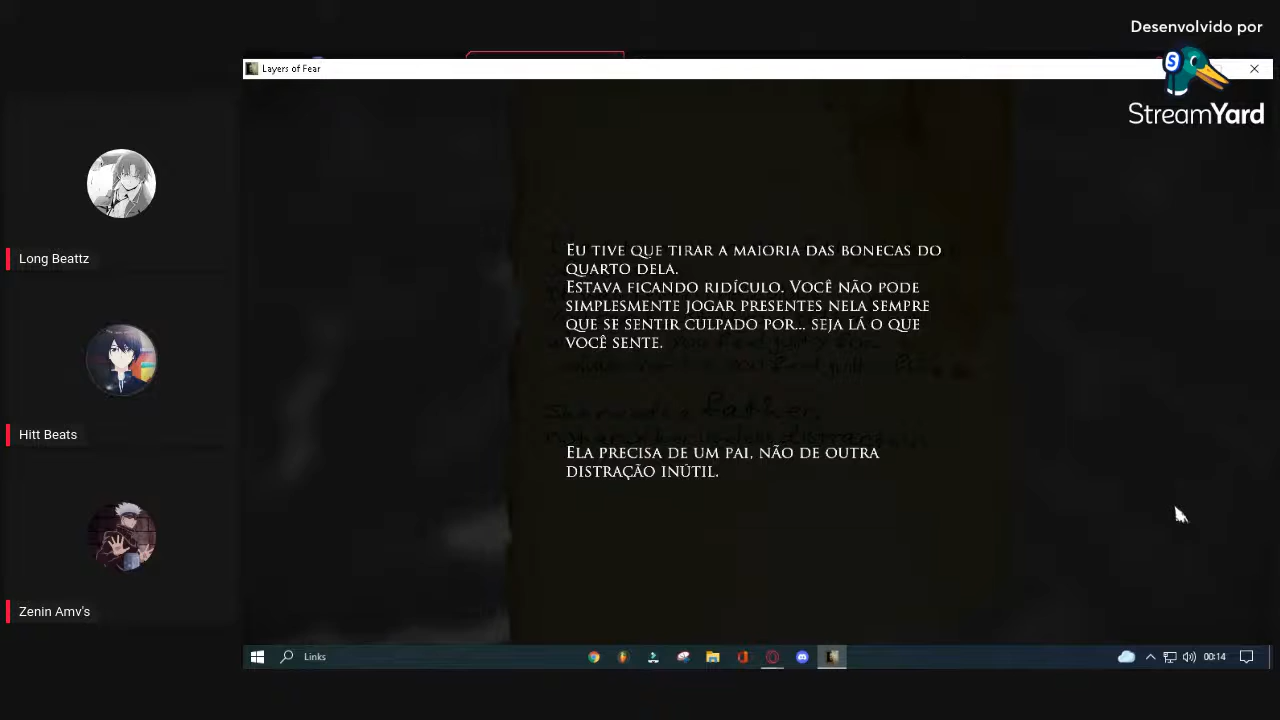 Desenvolvido por
StreamYard
Layers of Fear
Long Beattz
Hitt Beats
Zenin Amv's
EU TIVE QUE TIRAR A MAIORIA DAS BONECAS DO
QUARTO DELA.
ESTAVA FICANDO RIDÍCULO. VOCÊ NÃO PODE
SIMPLESMENTE JOGAR PRESENTES NELA SEMPRE
QUE SE SENTIR CULPADO POR... SEJA LÁ O QUE
VOCÊ SENTE.
ELA PRECISA DE UM PAI, NÃO DE OUTRA
DISTRAÇÃO INÚTIL.
Links
00:14